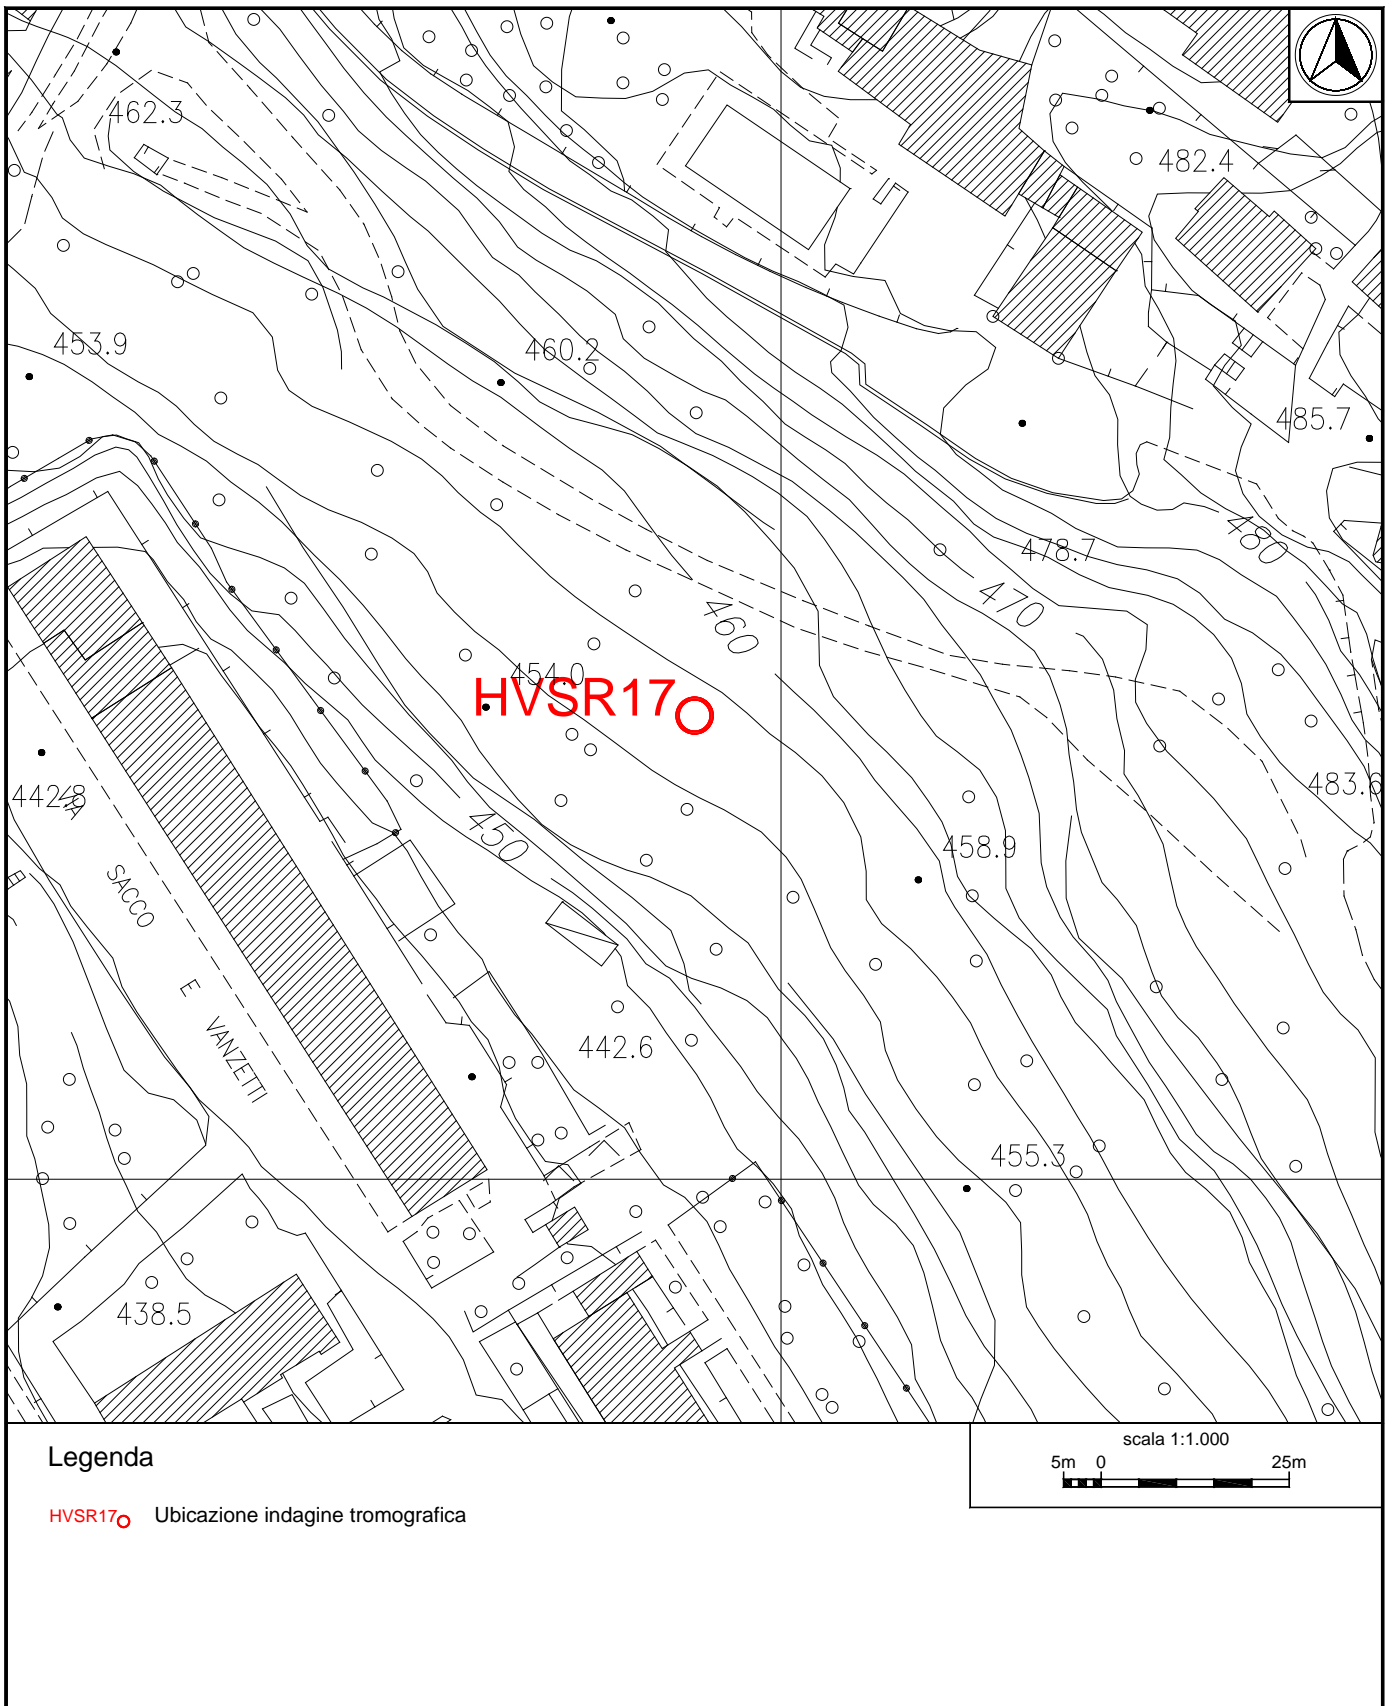 462.3
482.4
453.9
460.2
485.7
480
478.7
470
460
454.0
HVSR17
442.8
VIA
483.6
450
458.9
SACCO
E
VANZETTI
442.6
455.3
438.5
Legenda
scala 1:1.000
5m 0 25m
HVSR17 Ubicazione indagine tromografica